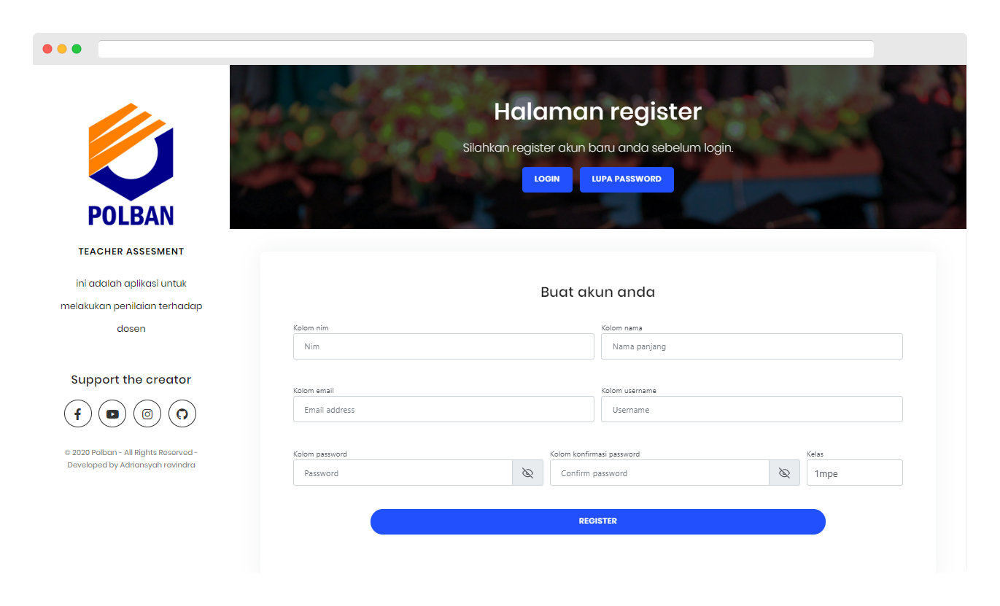 POLBAN
TEACHER ASSESMENT
ini adalah aplikasi untuk
melakukan penilaian terhadap
dosen
Support the creator
© 2020 Polban - All Rights Reserved -
Developed by Adriansyah ravindra
Halaman register
Silahkan register akun baru anda sebelum login.
LOGIN LUPA PASSWORD
Buat akun anda
Kolom nim Kolom nama
Nim Nama panjang
Kolom email Kolom username
Email address Username
Kolom password Kolom konfirmasi password Kelas
Password Confirm password 1mpe
REGISTER